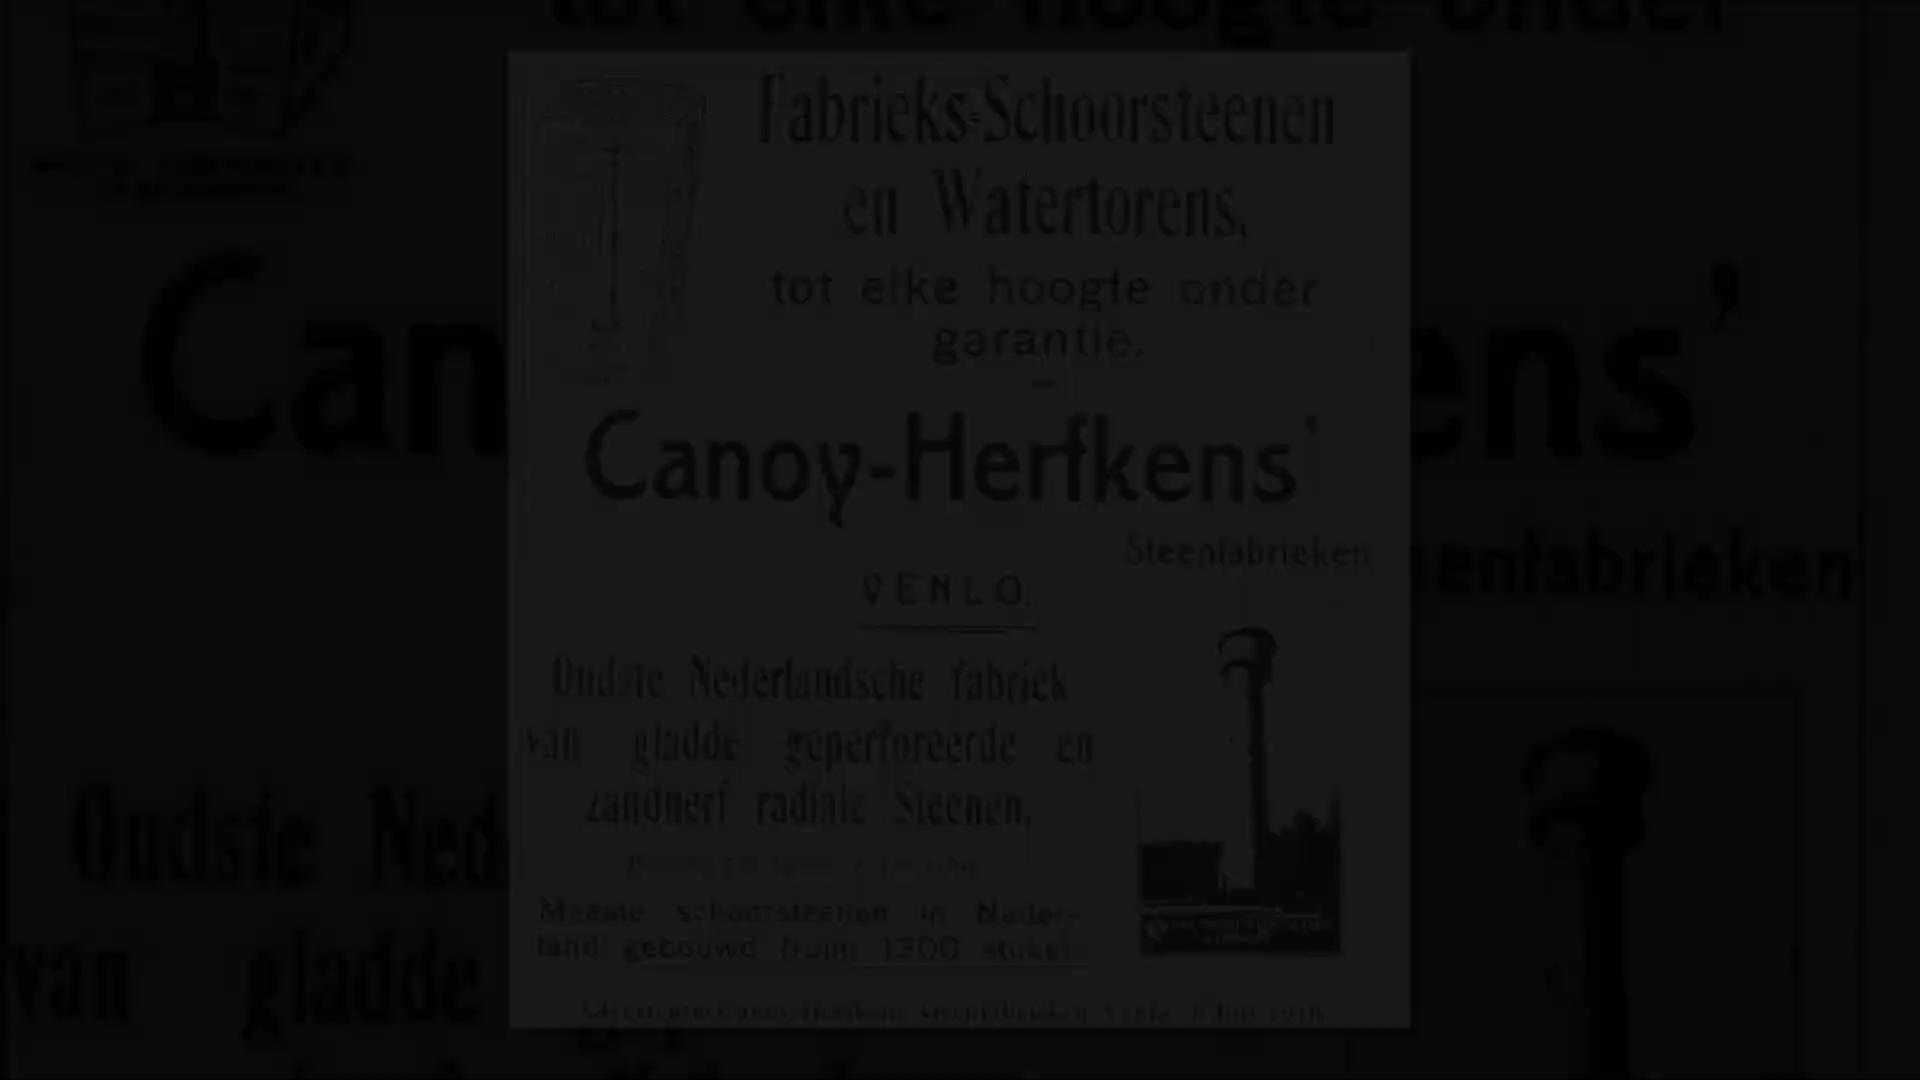 Fabrieks-Schoorsteenen
en Watertorens,
tot elke hoogte onder
garantie.
Canoy-Herfkens'
Steenfabrieken
VENLO.
Oudste Nederlandsche fabriek
van gladde geperforeerde en
zandnerf radiale Steenen.
Meeste schoorsteenen in Neder-
land gebouwd (ruim 1300 stuks).